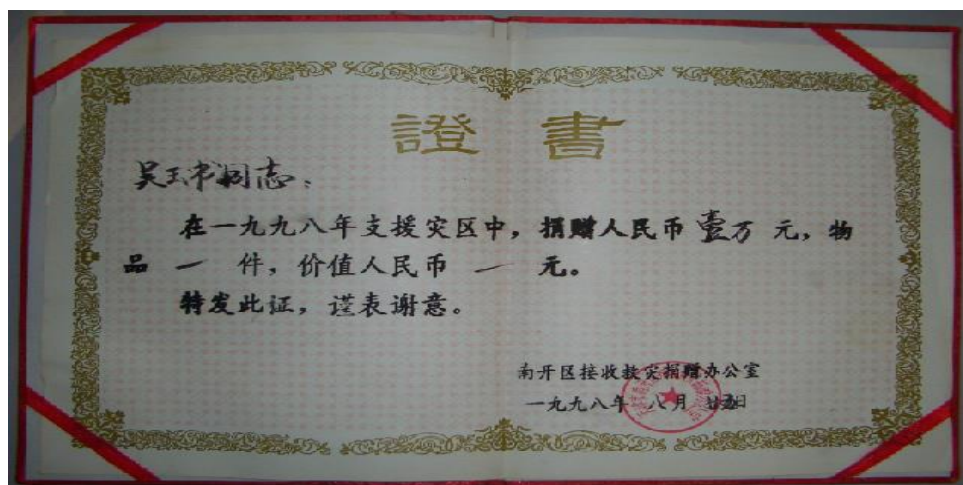 證書
吴玉书同志：
在一九九八年支援灾区中，捐赠人民币壹万元，物
品 一 件，价值人民币 一 元。
特发此证，谨表谢意。
南开区接收救灾捐赠办公室
一九九八年 八月 日